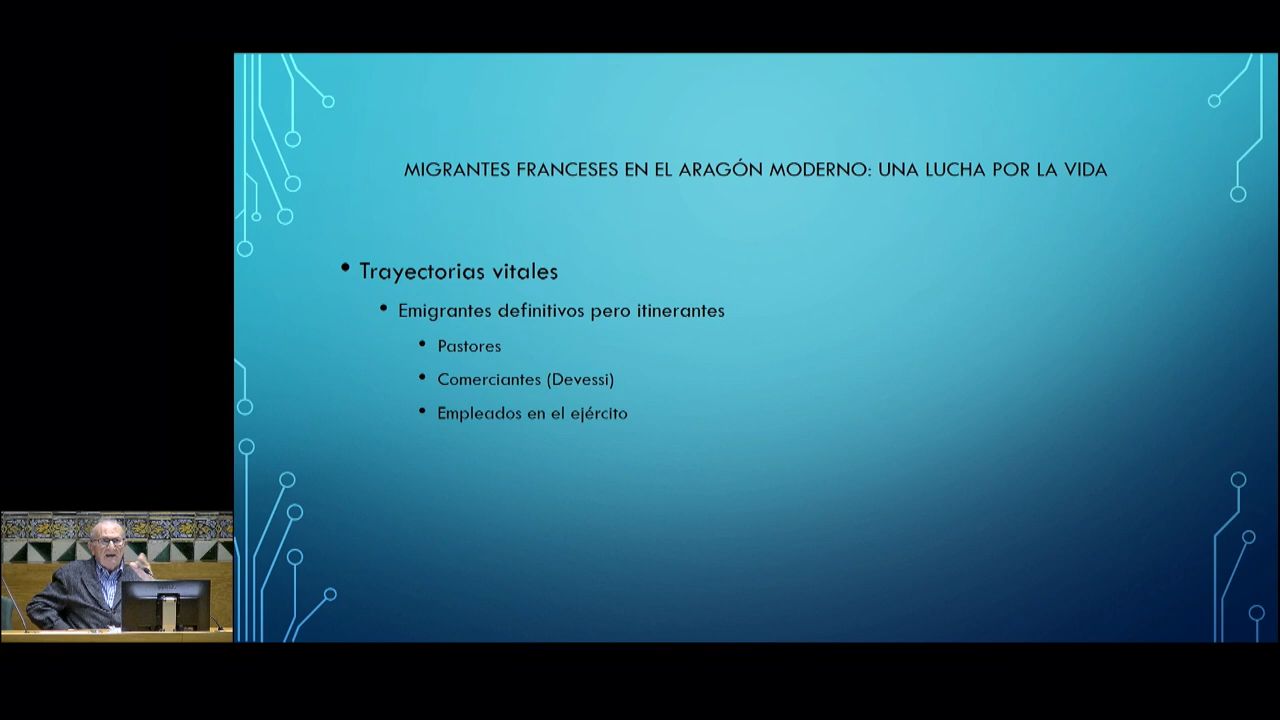 MIGRANTES FRANCESES EN EL ARAGÓN MODERNO: UNA LUCHA POR LA VIDA
• Trayectorias vitales
• Emigrantes definitivos pero itinerantes
• Pastores
• Comerciantes (Devessi)
• Empleados en el ejército